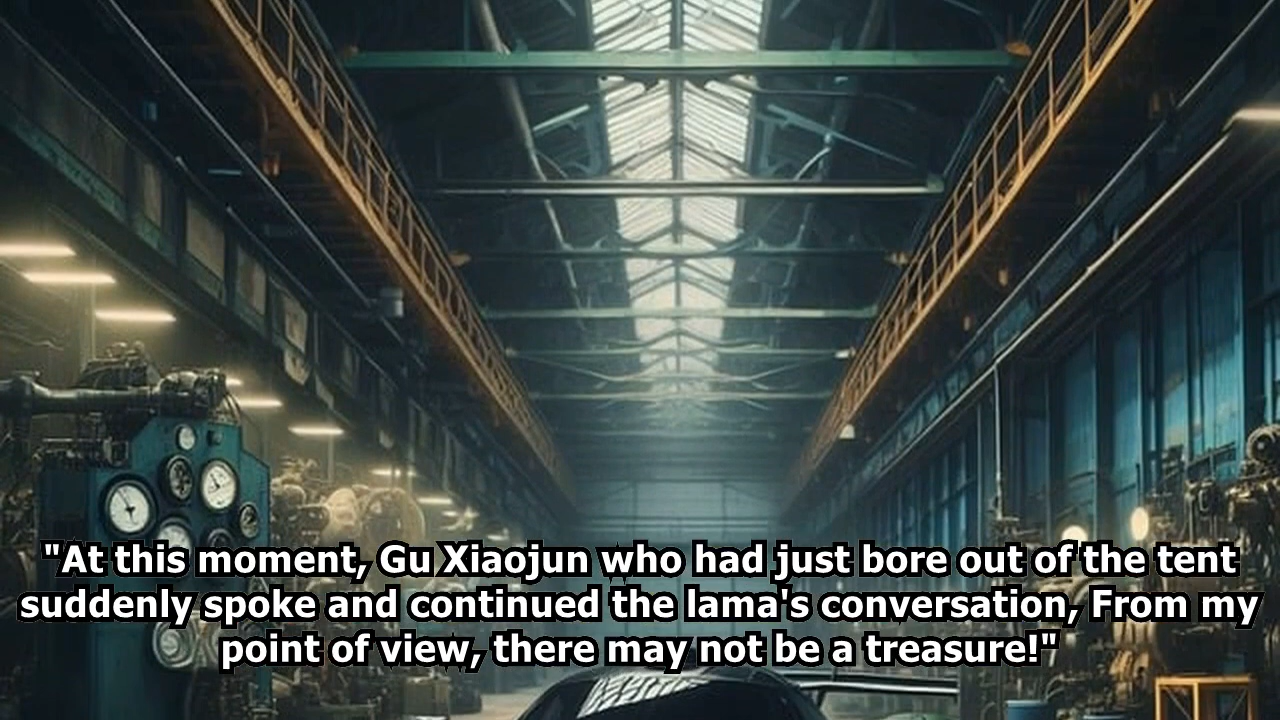 "At this moment, Gu Xiaojun who had just bore out of the tent
suddenly spoke and continued the lama's conversation, From my
point of view, there may not be a treasure!"